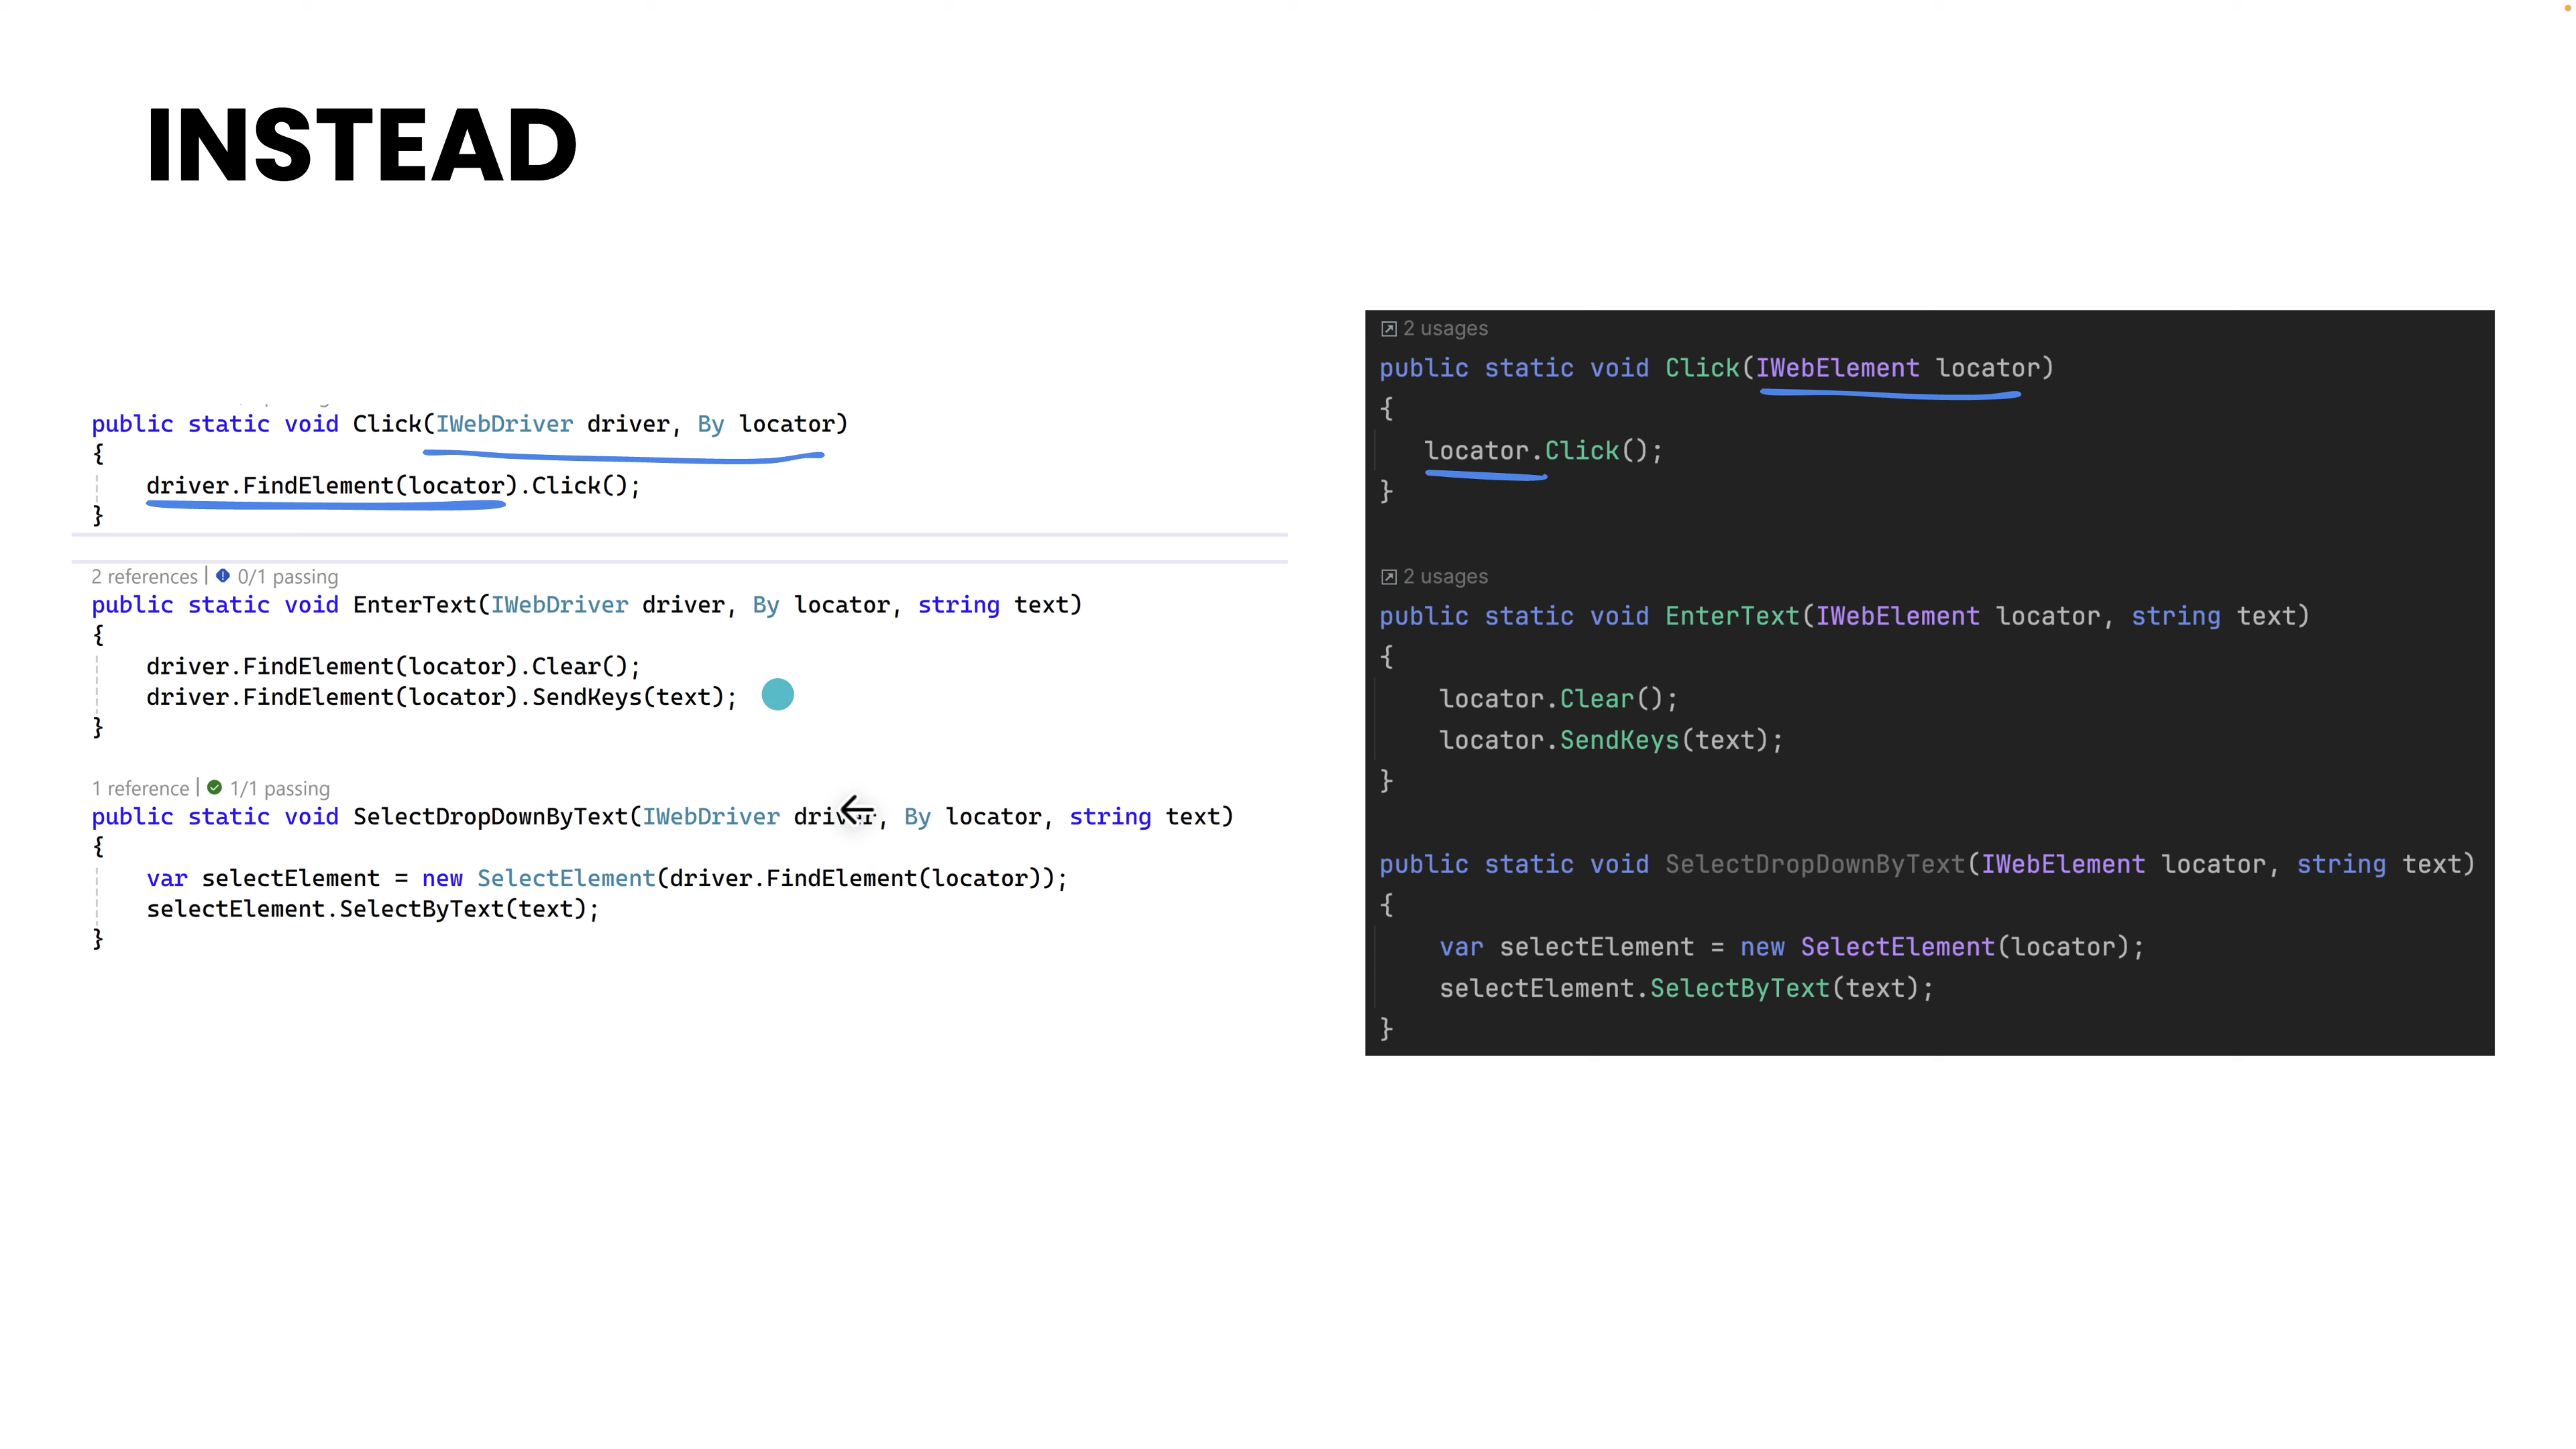 INSTEAD
public static void Click(IWebDriver driver, By locator)
{
driver.FindElement(locator).Click();
}
2 references | 0/1 passing
public static void EnterText(IWebDriver driver, By locator, string text)
{
driver.FindElement(locator).Clear();
driver.FindElement(locator).SendKeys(text);
}
1 reference | 1/1 passing
public static void SelectDropDownByText(IWebDriver driver, By locator, string text)
{
var selectElement = new SelectElement(driver.FindElement(locator));
selectElement.SelectByText(text);
}
2 usages
public static void Click(IWebElement locator)
{
locator.Click();
}
2 usages
public static void EnterText(IWebElement locator, string text)
{
locator.Clear();
locator.SendKeys(text);
}
public static void SelectDropDownByText(IWebElement locator, string text)
{
var selectElement = new SelectElement(locator);
selectElement.SelectByText(text);
}